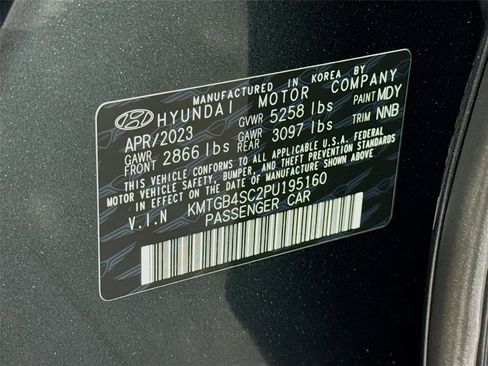 MANUFACTURED IN KOREA BY
HYUNDAI MOTOR COMPANY
APR/2023 GVWR 5258 lbs PAINT MDY
GAWR FRONT 2866 lbs GAWR REAR 3097 lbs TRIM NNB
THIS VEHICLE CONFORMS TO ALL APPLICABLE U.S.A. FEDERAL
MOTOR VEHICLE SAFETY, BUMPER, AND THEFT PREVENTION STANDARDS
IN EFFECT ON THE DATE OF MANUFACTURE SHOWN ABOVE.
V.I.N KMTGB4SC2PU195160
PASSENGER CAR